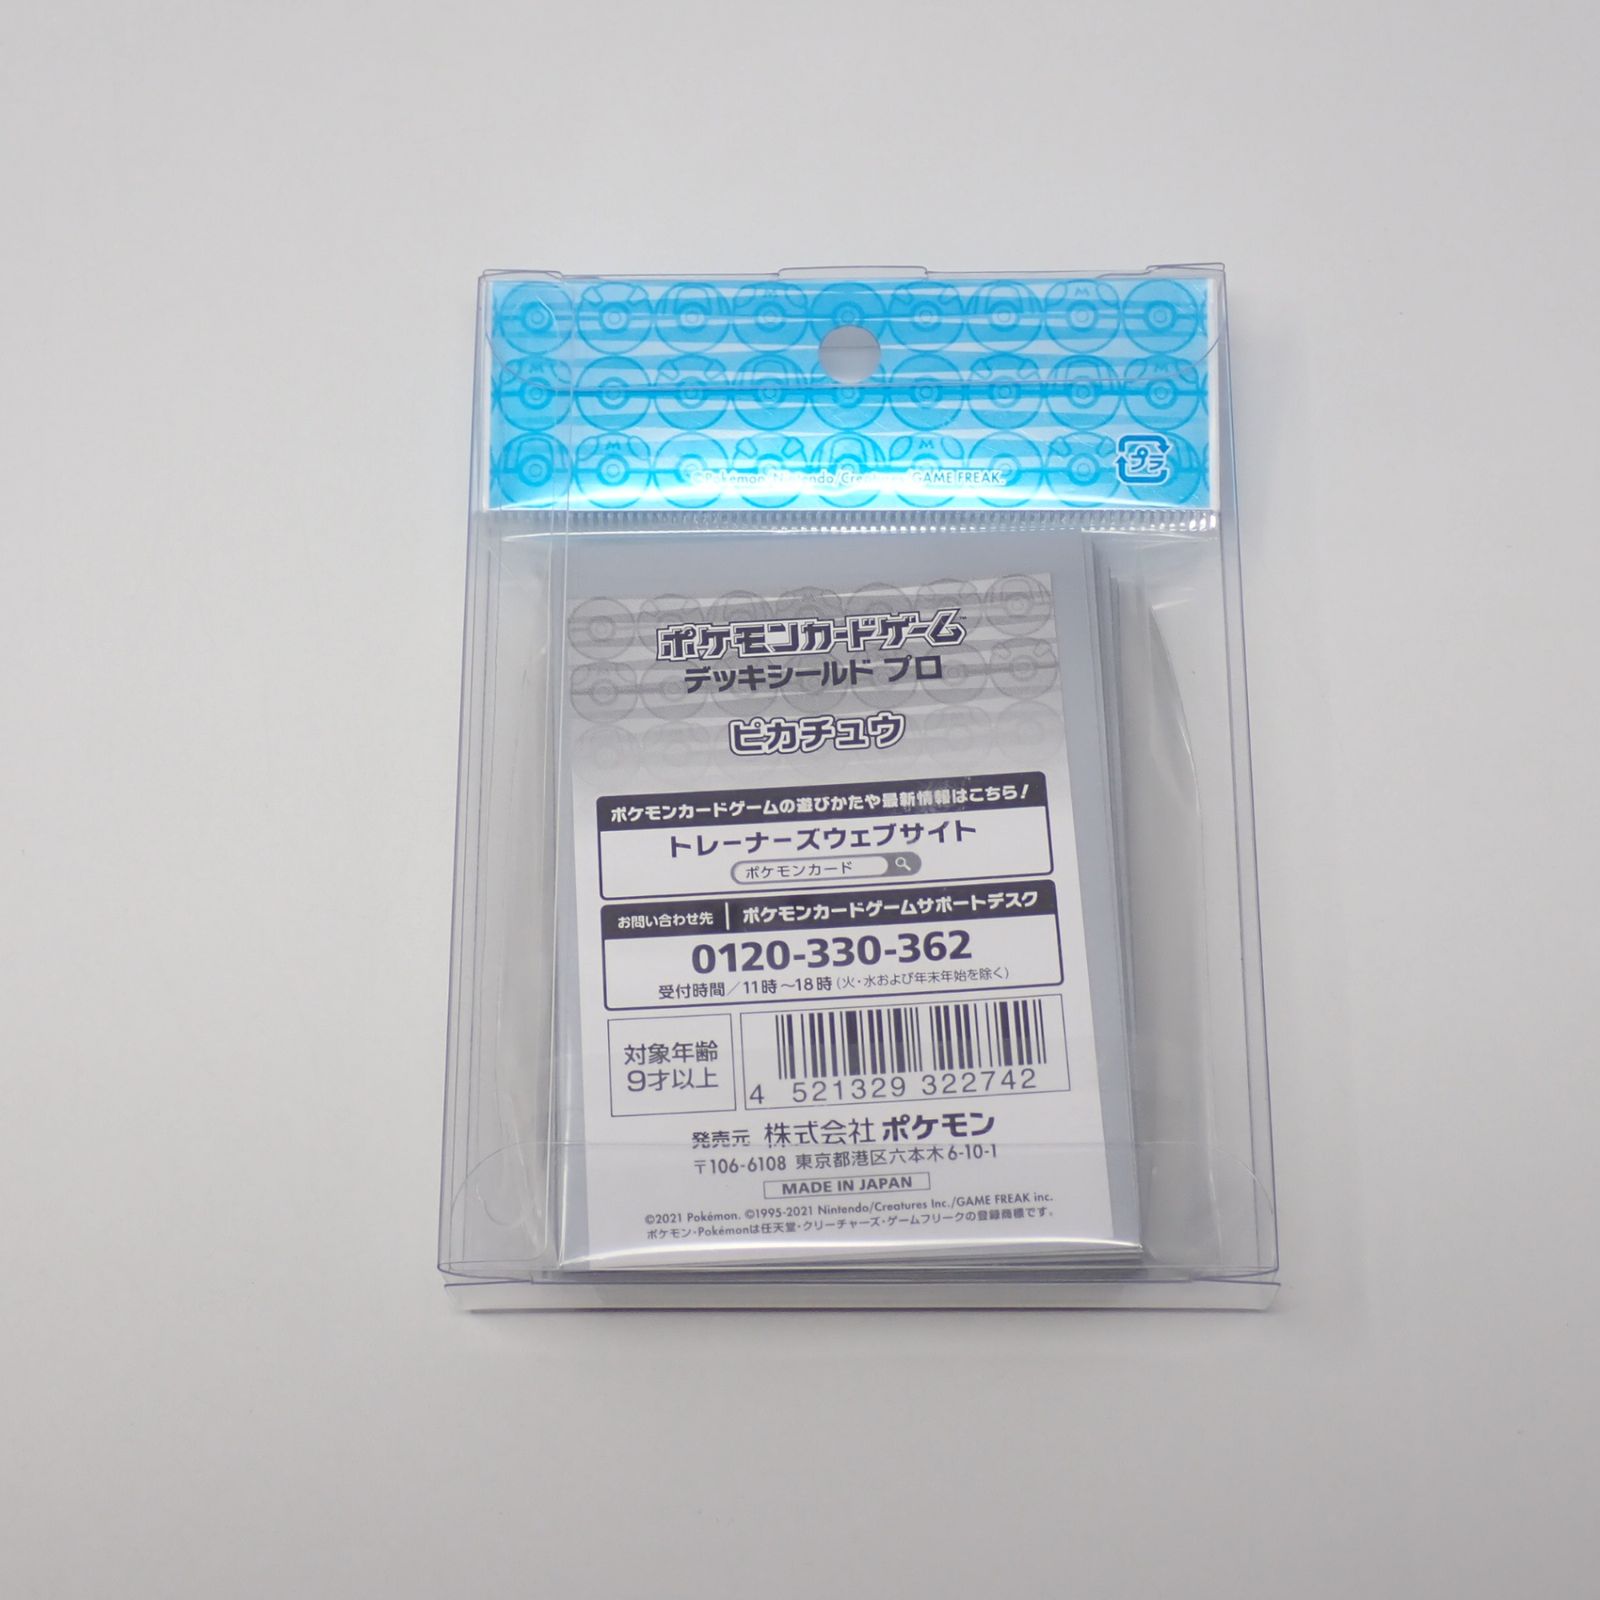 ©Pokémon/Nintendo/Creatures/GAME FREAK.
プラ
ポケモンカードゲーム™
デッキシールド プロ
ピカチュウ
ポケモンカードゲームの遊びかたや最新情報はこちら!
トレーナーズウェブサイト
ポケモンカード
お問い合わせ先 ポケモンカードゲームサポートデスク
0120-330-362
受付時間/11時~18時(火・水および年末年始を除く)
対象年齢
9才以上
4 521329 322742
発売元 株式会社ポケモン
〒106-6108 東京都港区六本木6-10-1
MADE IN JAPAN
©2021 Pokémon. ©1995-2021 Nintendo/Creatures Inc./GAME FREAK inc.
ポケモン・Pokémonは任天堂・クリーチャーズ・ゲームフリークの登録商標です。